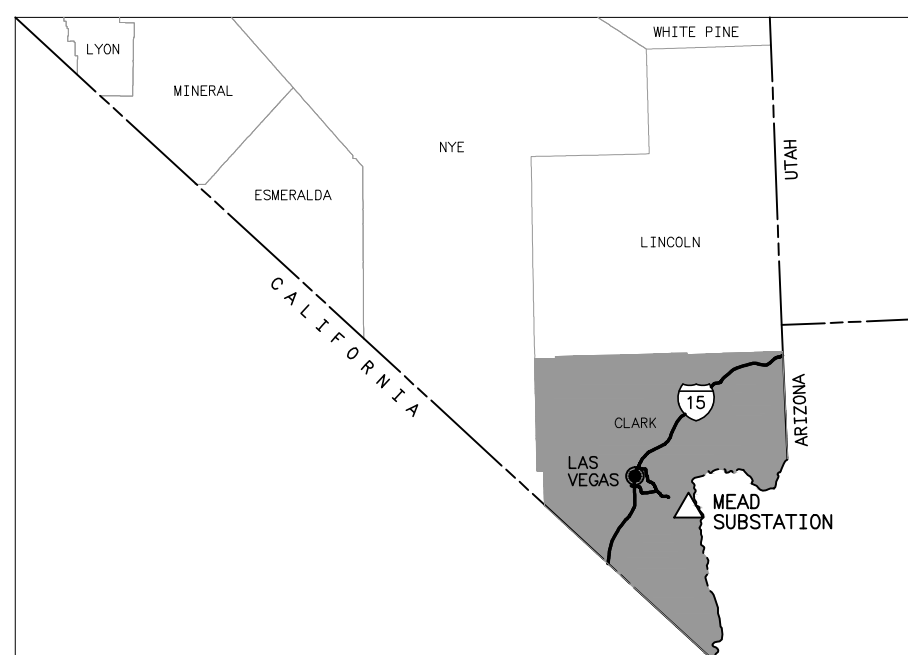 WHITE PINE
LYON
MINERAL
NYE
UTAH
ESMERALDA
LINCOLN
CALIFORNIA
15
ARIZONA
CLARK
LAS
VEGAS
MEAD
SUBSTATION